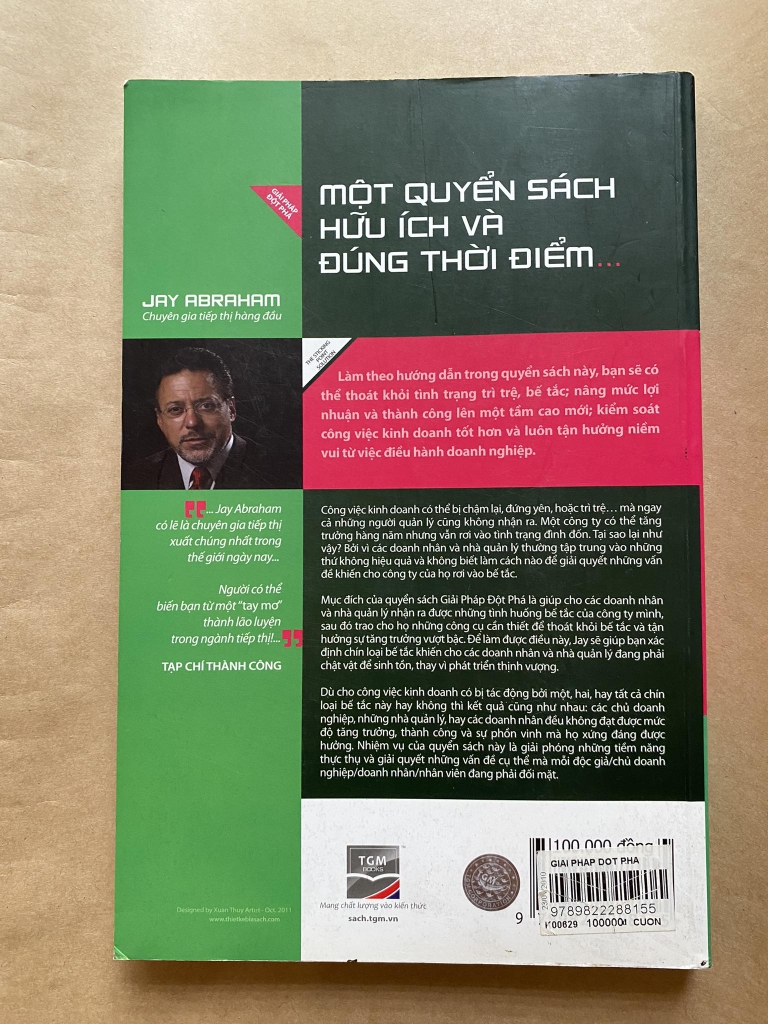 GIẢI PHÁP
ĐỘT PHÁ
MỘT QUYỂN SÁCH
HỮU ÍCH VÀ
ĐÚNG THỜI ĐIỂM...
JAY ABRAHAM
Chuyên gia tiếp thị hàng đầu
THE STICKING
POINT
SOLUTION
Làm theo hướng dẫn trong quyển sách này, bạn sẽ có
thể thoát khỏi tình trạng trì trệ, bế tắc; nâng mức lợi
nhuận và thành công lên một tầm cao mới; kiểm soát
công việc kinh doanh tốt hơn và luôn tận hưởng niềm
vui từ việc điều hành doanh nghiệp.
... Jay Abraham
có lẽ là chuyên gia tiếp thị
xuất chúng nhất trong
thế giới ngày nay...
Người có thể
biến bạn từ một "tay mơ"
thành lão luyện
trong ngành tiếp thị!...
TẠP CHÍ THÀNH CÔNG
Công việc kinh doanh có thể bị chậm lại, đứng yên, hoặc trì trệ... mà ngay
cả những người quản lý cũng không nhận ra. Một công ty có thể tăng
trưởng hàng năm nhưng vẫn rơi vào tình trạng đình đốn. Tại sao lại như
vậy? Bởi vì các doanh nhân và nhà quản lý thường tập trung vào những
thứ không hiệu quả và không biết làm cách nào để giải quyết những vấn
đề khiến cho công ty của họ rơi vào bế tắc.
Mục đích của quyển sách Giải Pháp Đột Phá là giúp cho các doanh nhân
và nhà quản lý nhận ra được những tình huống bế tắc của công ty mình,
sau đó trao cho họ những công cụ cần thiết để thoát khỏi bế tắc và tận
hưởng sự tăng trưởng vượt bậc. Để làm được điều này, Jay sẽ giúp bạn xác
định chín loại bế tắc khiến cho các doanh nhân và nhà quản lý đang phải
chật vật để sinh tồn, thay vì phát triển thịnh vượng.
Dù cho công việc kinh doanh có bị tác động bởi một, hai, hay tất cả chín
loại bế tắc này hay không thì kết quả cũng như nhau: các chủ doanh
nghiệp, những nhà quản lý, hay các doanh nhân đều không đạt được mức
độ tăng trưởng, thành công và sự phồn vinh mà họ xứng đáng được
hưởng. Nhiệm vụ của quyển sách này là giải phóng những tiềm năng
thực thụ và giải quyết những vấn đề cụ thể mà mỗi độc giả/chủ doanh
nghiệp/doanh nhân/nhân viên đang phải đối mặt.
TGM
BOOKS
Mang chất lượng vào kiến thức
sach.tgm.vn
100.000 đồng
GIAI PHAP DOT PHA
9789822288155
K00629 100000đ CUON
9
Designed by Xuan Thuy Artist - Oct. 2011
www.thietkebiasach.com